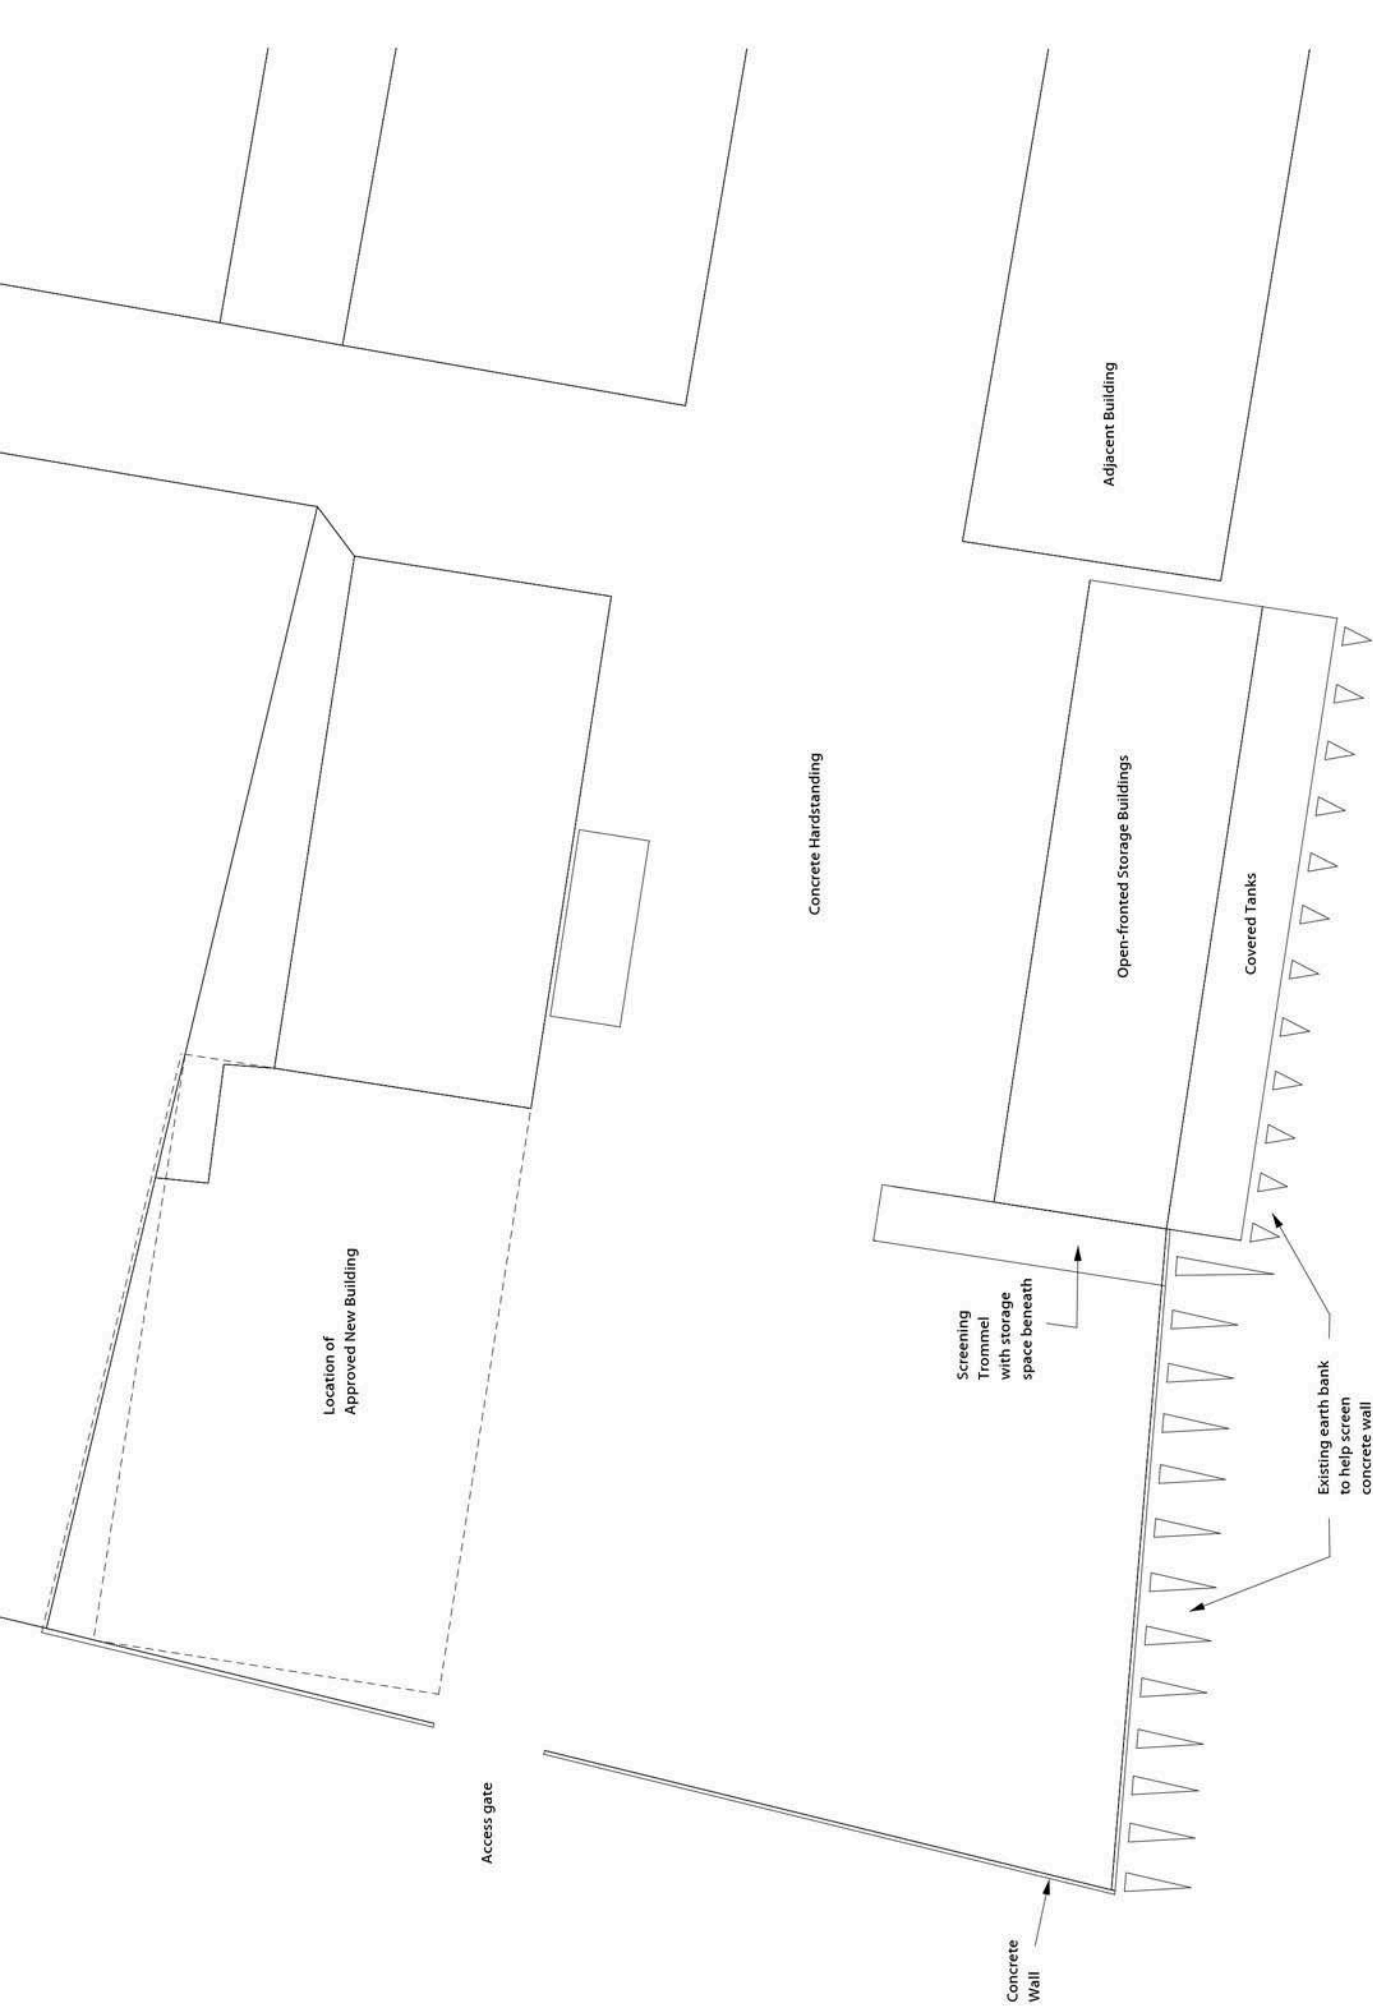 Location of
Approved New Building
Access gate
Concrete Hardstanding
Screening
Trommel
with storage
space beneath
Concrete
Wall
Adjacent Building
Open-fronted Storage Buildings
Covered Tanks
Existing earth bank
to help screen
concrete wall